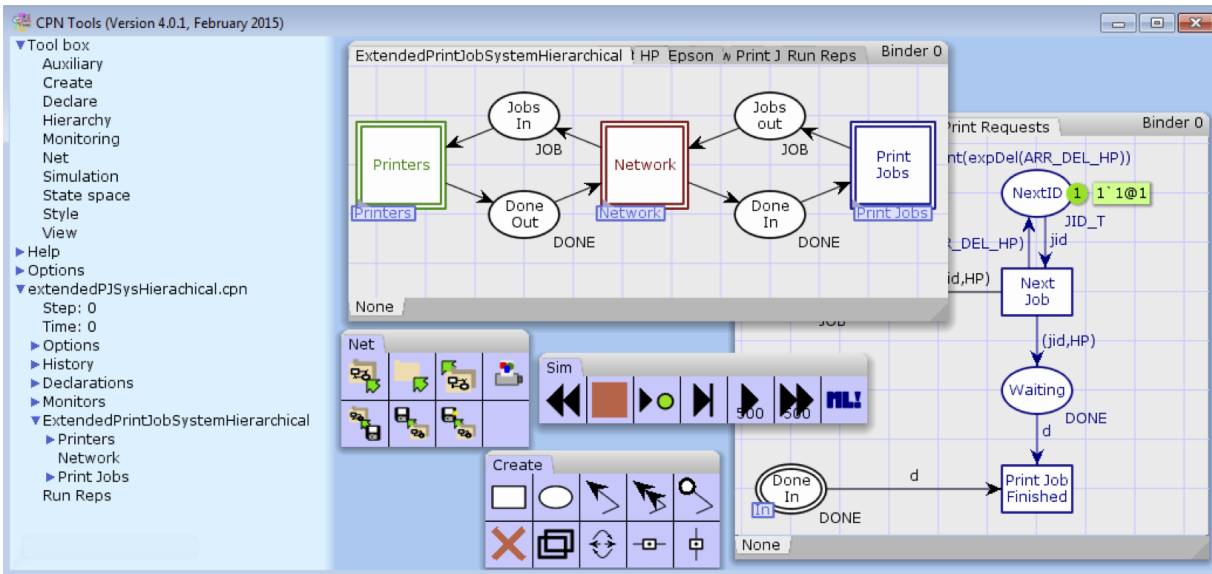 CPN Tools (Version 4.0.1, February 2015)
Tool box
Auxiliary
Create
Declare
Hierarchy
Monitoring
Net
Simulation
State space
Style
View
Help
Options
extendedPJSysHierachical.cpn
Step: 0
Time: 0
Options
History
Declarations
Monitors
ExtendedPrintJobSystemHierarchical
Printers
Network
Print Jobs
Run Reps
ExtendedPrintJobSystemHierarchical HP Epson Print J Run Reps
Binder 0
Jobs
In
JOB
Jobs
out
JOB
Printers
Printers
Network
Network
Print
Jobs
Print Jobs
Done
Out
DONE
Done
In
DONE
None
Print Requests
Binder 0
nt(expDel(ARR_DEL_HP))
NextID
1
1`1@1
JID_T
R_DEL_HP)
jid
id,HP)
Next
Job
JOB
(jid,HP)
Waiting
DONE
d
Done
In
In
DONE
d
Print Job
Finished
None
Net
Sim
500
500
ML!
Create